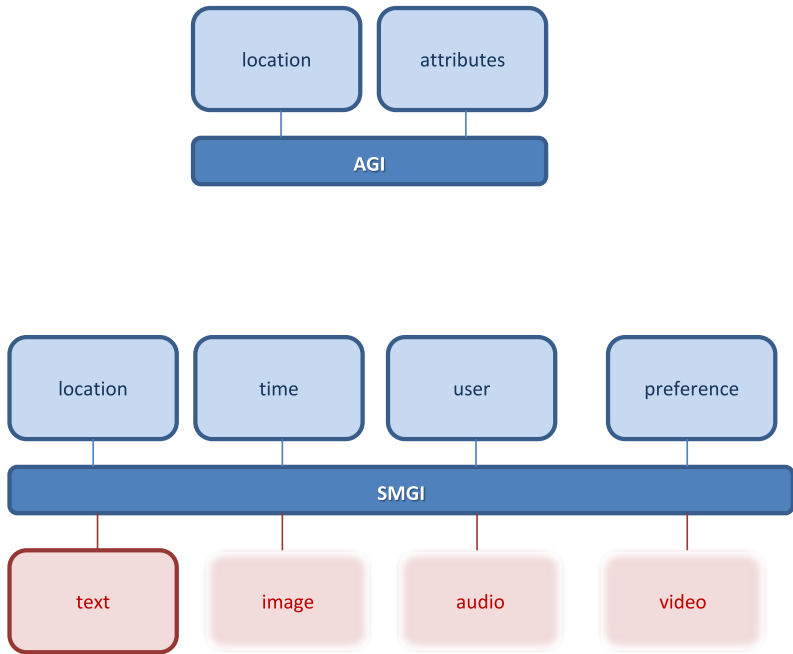 location
attributes
AGI
location
time
user
preference
SMGI
text
image
audio
video